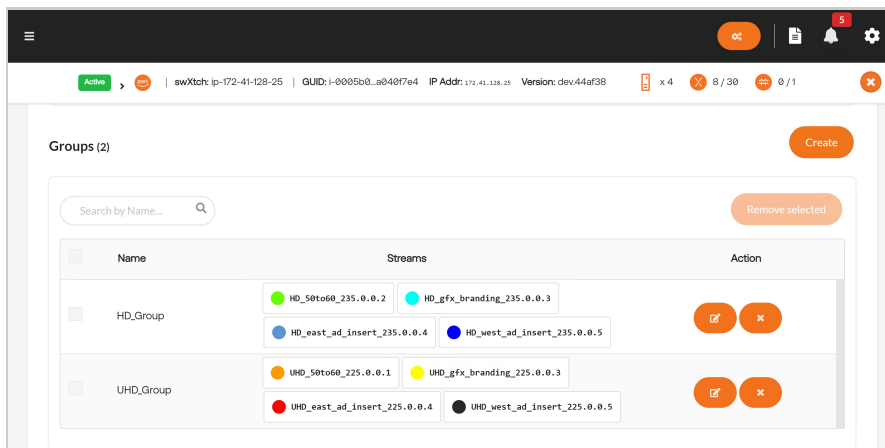 5
Active > aws | swXtch: ip-172-41-128-25 | GUID: i-0005b0...a040f7e4 IP Addr: 172.41.128.25 Version: dev.44af38 x 4 8 / 30 0 / 1
Groups (2) Create
Search by Name... Remove selected
Name Streams Action
HD_50to60_235.0.0.2 HD_gfx_branding_235.0.0.3
HD_Group
HD_east_ad_insert_235.0.0.4 HD_west_ad_insert_235.0.0.5
UHD_50to60_225.0.0.1 UHD_gfx_branding_225.0.0.3
UHD_Group
UHD_east_ad_insert_225.0.0.4 UHD_west_ad_insert_225.0.0.5